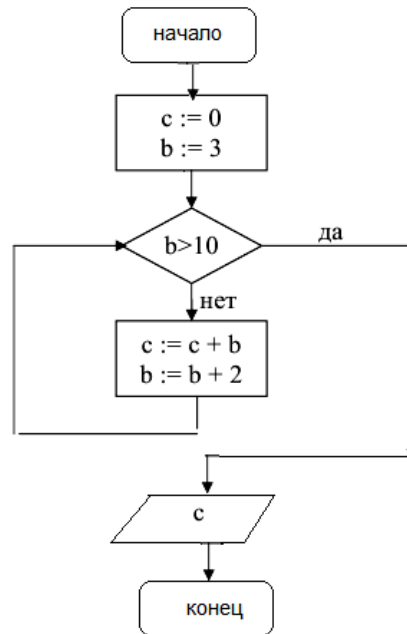 начало
c := 0
b := 3
b>10
да
нет
c := c + b
b := b + 2
c
конец